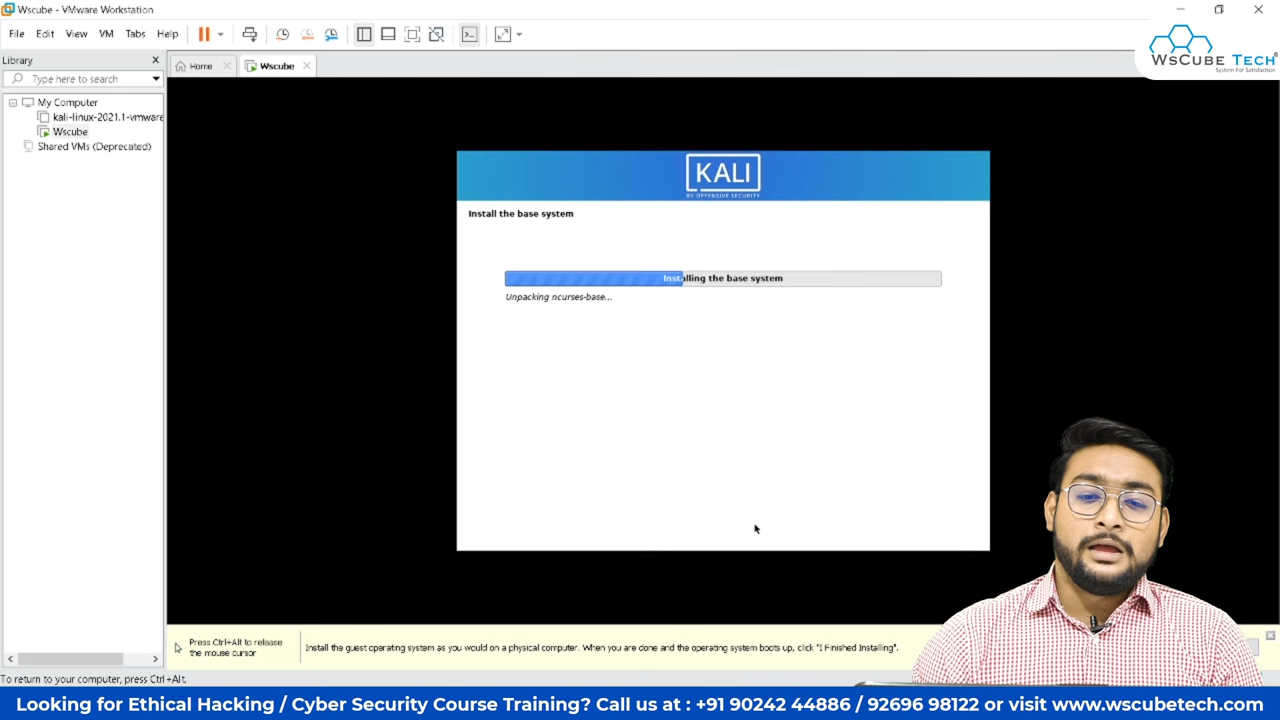 Wscube - VMware Workstation
File Edit View VM Tabs Help
WsCube Tech
System For Satisfaction
Library
Type here to search
Home
Wscube
My Computer
kali-linux-2021.1-vmware
Wscube
Shared VMs (Deprecated)
KALI
BY OFFENSIVE SECURITY
Install the base system
Installing the base system
Unpacking ncurses-base...
Press Ctrl+Alt to release
the mouse cursor
Install the guest operating system as you would on a physical computer. When you are done and the operating system boots up, click "I Finished Installing".
To return to your computer, press Ctrl+Alt.
Looking for Ethical Hacking / Cyber Security Course Training? Call us at : +91 90242 44886 / 92696 98122 or visit www.wscubetech.com